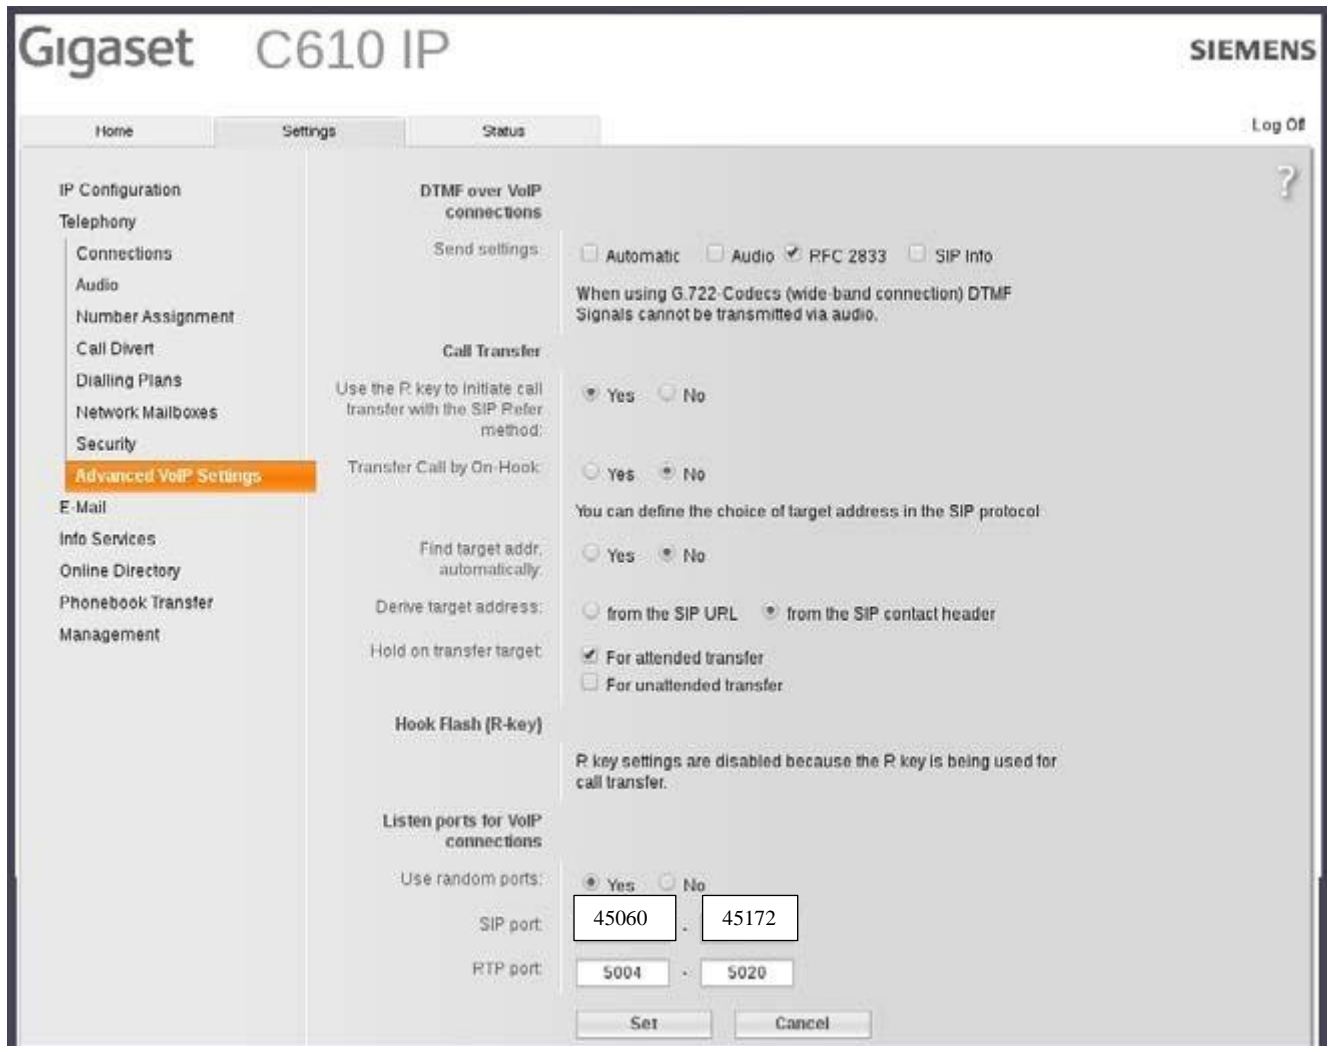 Gigaset C610 IP
SIEMENS
Home Settings Status Log Off
?
IP Configuration
Telephony
Connections
Audio
Number Assignment
Call Divert
Dialling Plans
Network Mailboxes
Security
Advanced VoIP Settings
E-Mail
Info Services
Online Directory
Phonebook Transfer
Management
DTMF over VoIP
connections
Send settings: Automatic Audio RFC 2833 SIP Info
When using G.722-Codecs (wide-band connection) DTMF
Signals cannot be transmitted via audio.
Call Transfer
Use the R key to initiate call
transfer with the SIP Refer
method: Yes No
Transfer Call by On-Hook: Yes No
You can define the choice of target address in the SIP protocol
Find target addr.
automatically: Yes No
Derive target address: from the SIP URL from the SIP contact header
Hold on transfer target: For attended transfer
For unattended transfer
Hook Flash (R-key)
R key settings are disabled because the R key is being used for
call transfer.
Listen ports for VoIP
connections
Use random ports: Yes No
SIP port: 45060 - 45172
RTP port: 5004 - 5020
Set Cancel